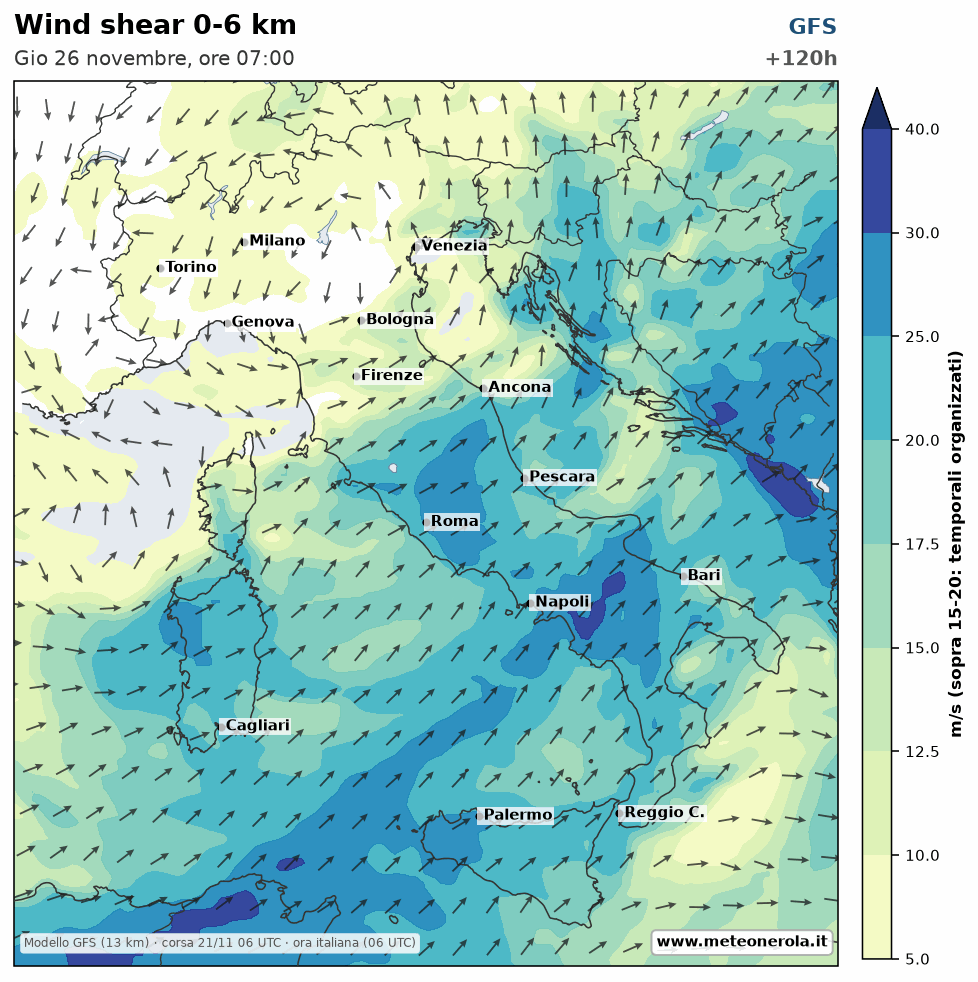 Wind shear 0-6 km
GFS
Gio 26 novembre, ore 07:00
+120h
Milano
Venezia
Torino
Genova
Bologna
Firenze
Ancona
Pescara
Roma
Bari
Napoli
Cagliari
Palermo
Reggio C.
40.0
30.0
25.0
20.0
17.5
15.0
12.5
10.0
5.0
m/s (sopra 15-20: temporali organizzati)
Modello GFS (13 km) · corsa 21/11 06 UTC · ora italiana (06 UTC)
www.meteonerola.it